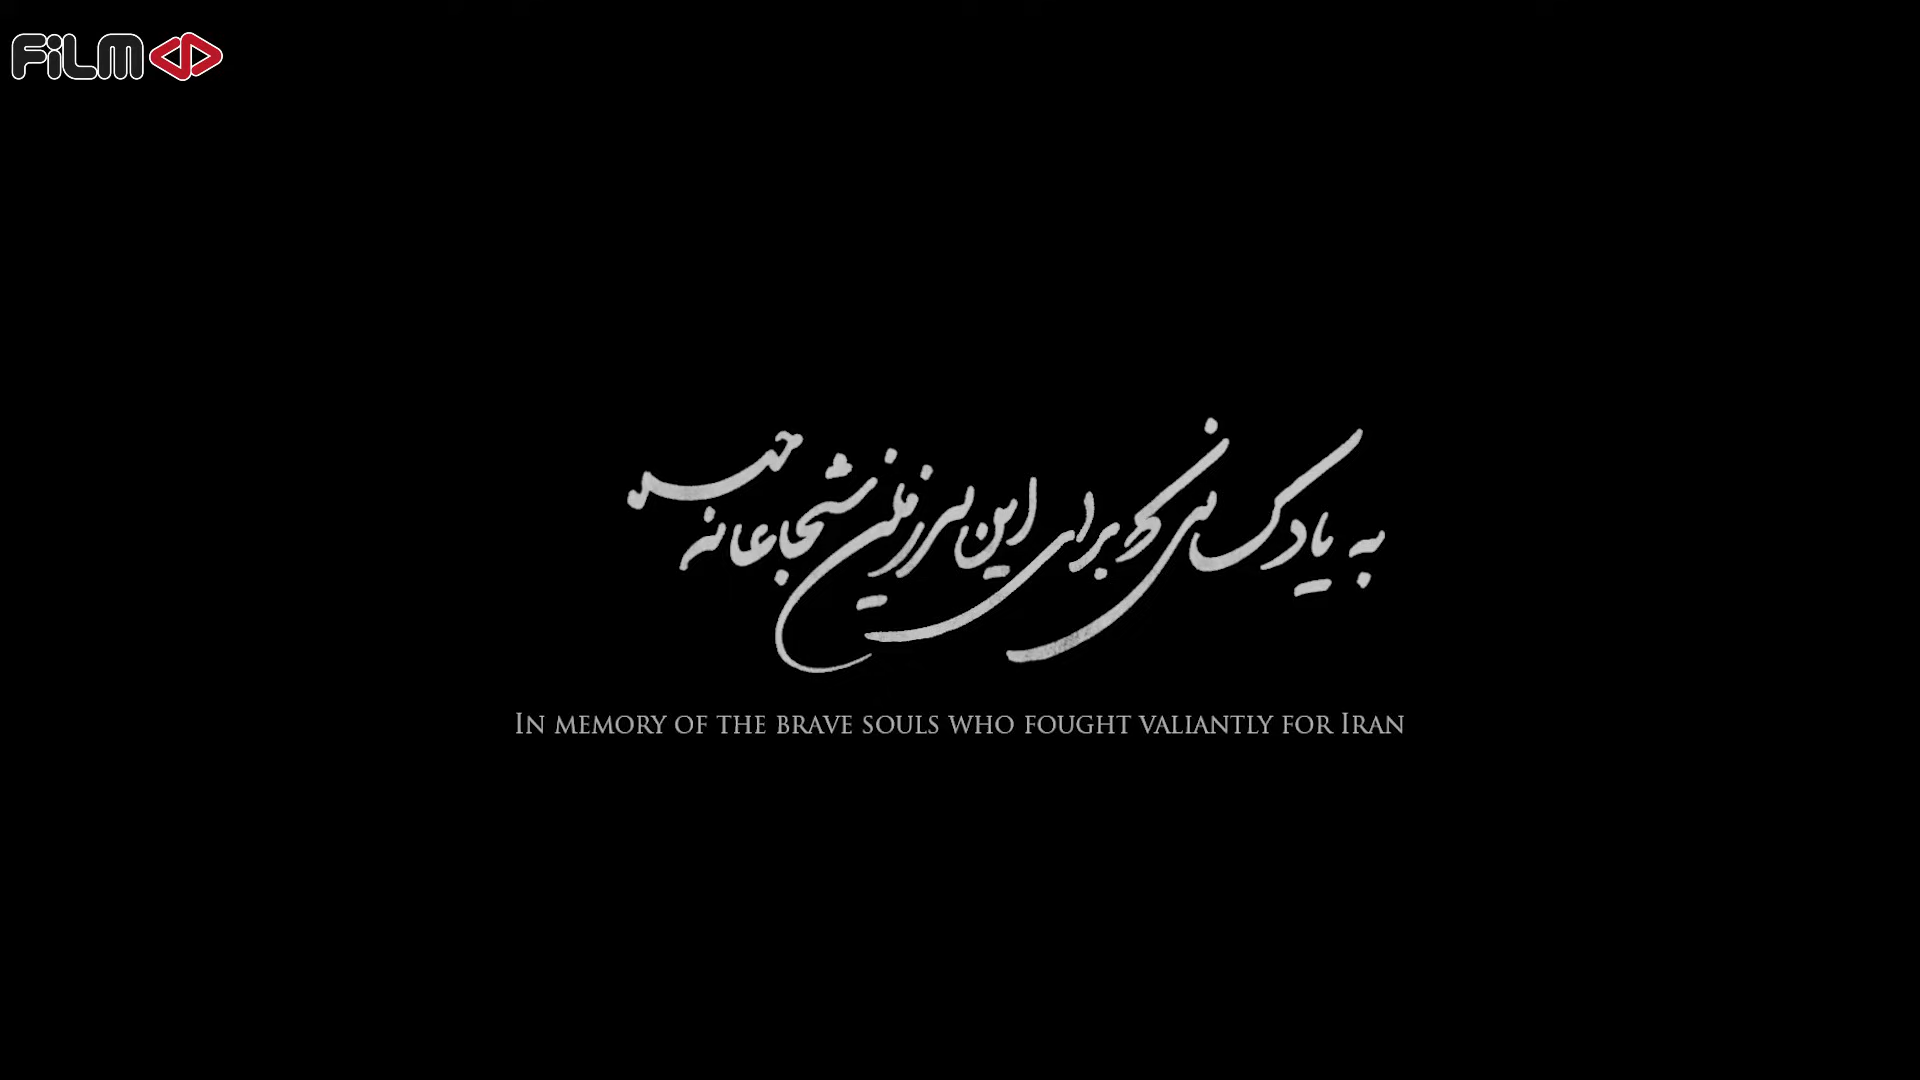 FiLM
به یاد کسانی که برای این سرزمین شجاعانه جنگیدند
IN MEMORY OF THE BRAVE SOULS WHO FOUGHT VALIANTLY FOR IRAN